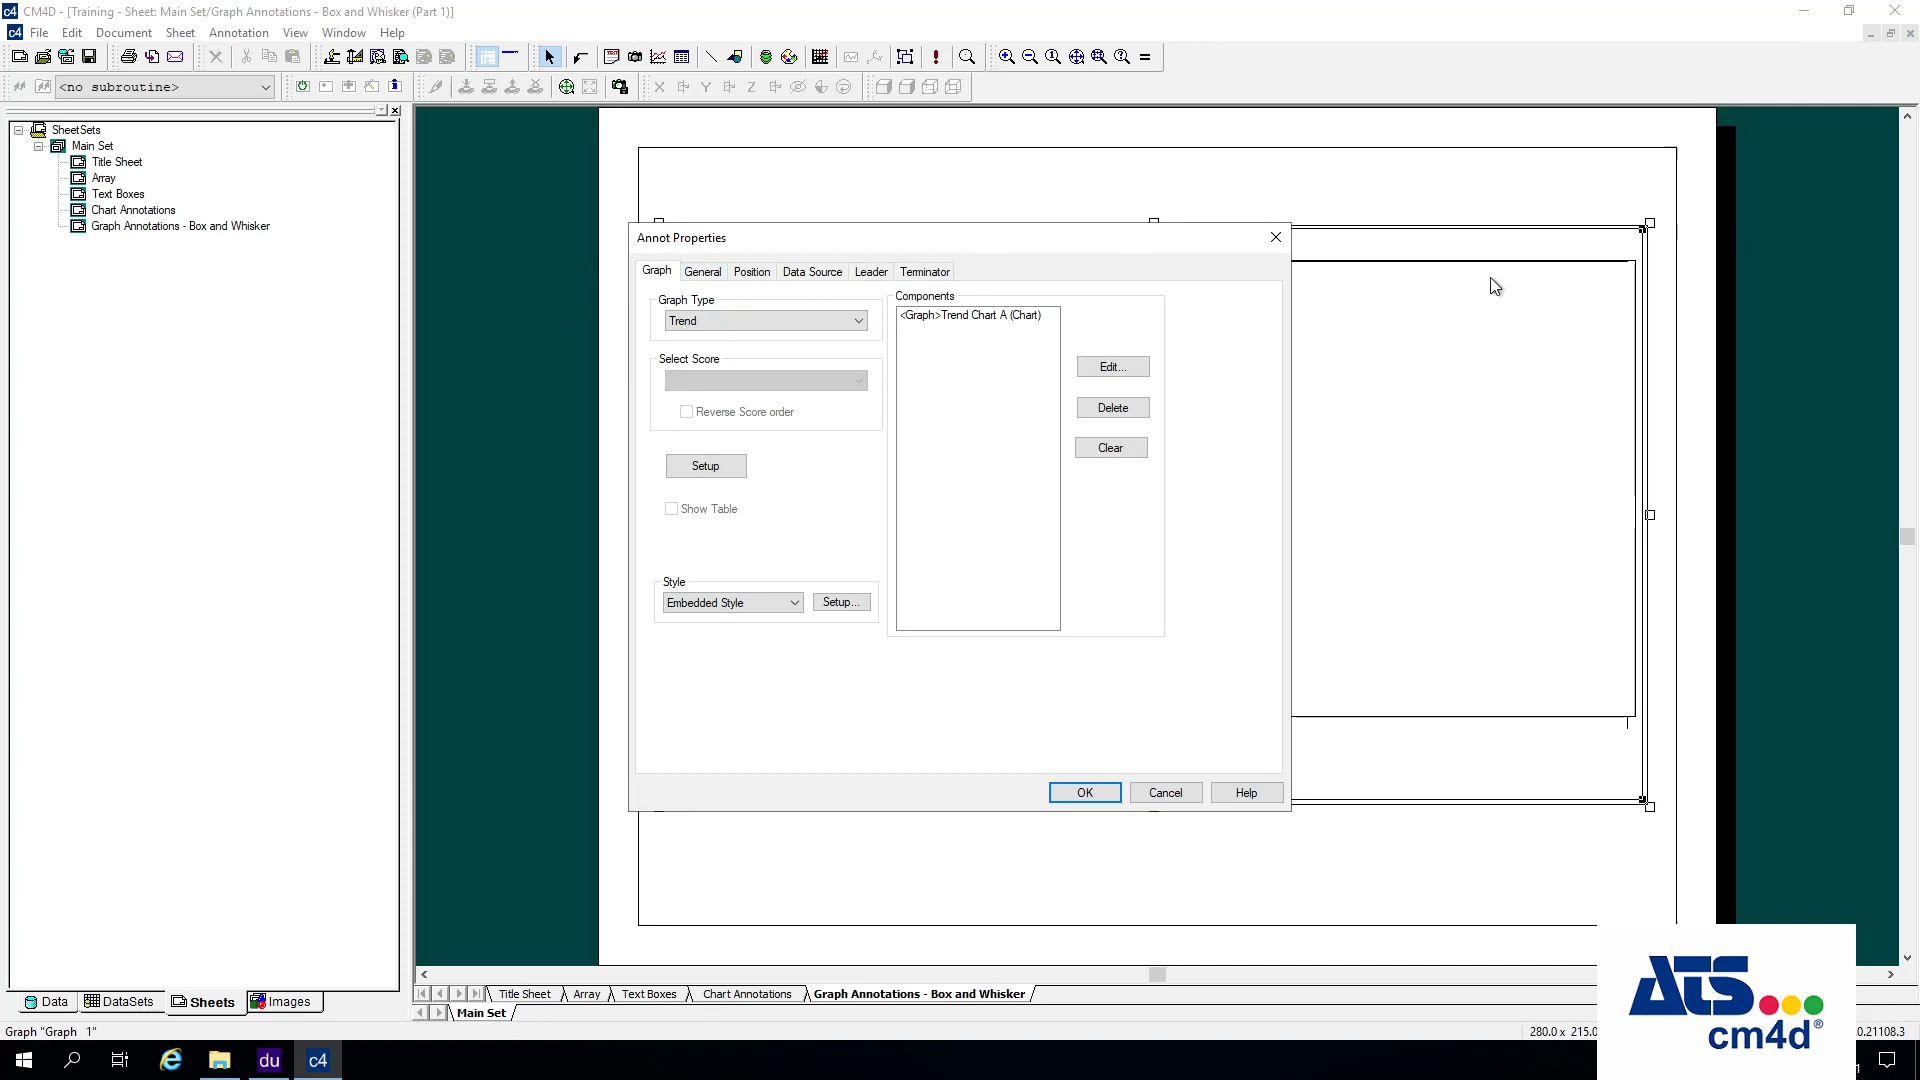 CM4D - [Training - Sheet: Main Set/Graph Annotations - Box and Whisker (Part 1)]
File Edit Document Sheet Annotation View Window Help
<no subroutine>
X Y Z
SheetSets
Main Set
Title Sheet
Array
Text Boxes
Chart Annotations
Graph Annotations - Box and Whisker
Annot Properties
Graph General Position Data Source Leader Terminator
Graph Type
Trend
Select Score
Reverse Score order
Setup
Show Table
Style
Embedded Style
Setup...
Components
<Graph>Trend Chart A (Chart)
Edit...
Delete
Clear
OK Cancel Help
Data DataSets Sheets Images
Title Sheet Array Text Boxes Chart Annotations Graph Annotations - Box and Whisker
Main Set
Graph "Graph 1"
280.0 x 215.0
0.21108.3
ATS
cm4d®
du
c4